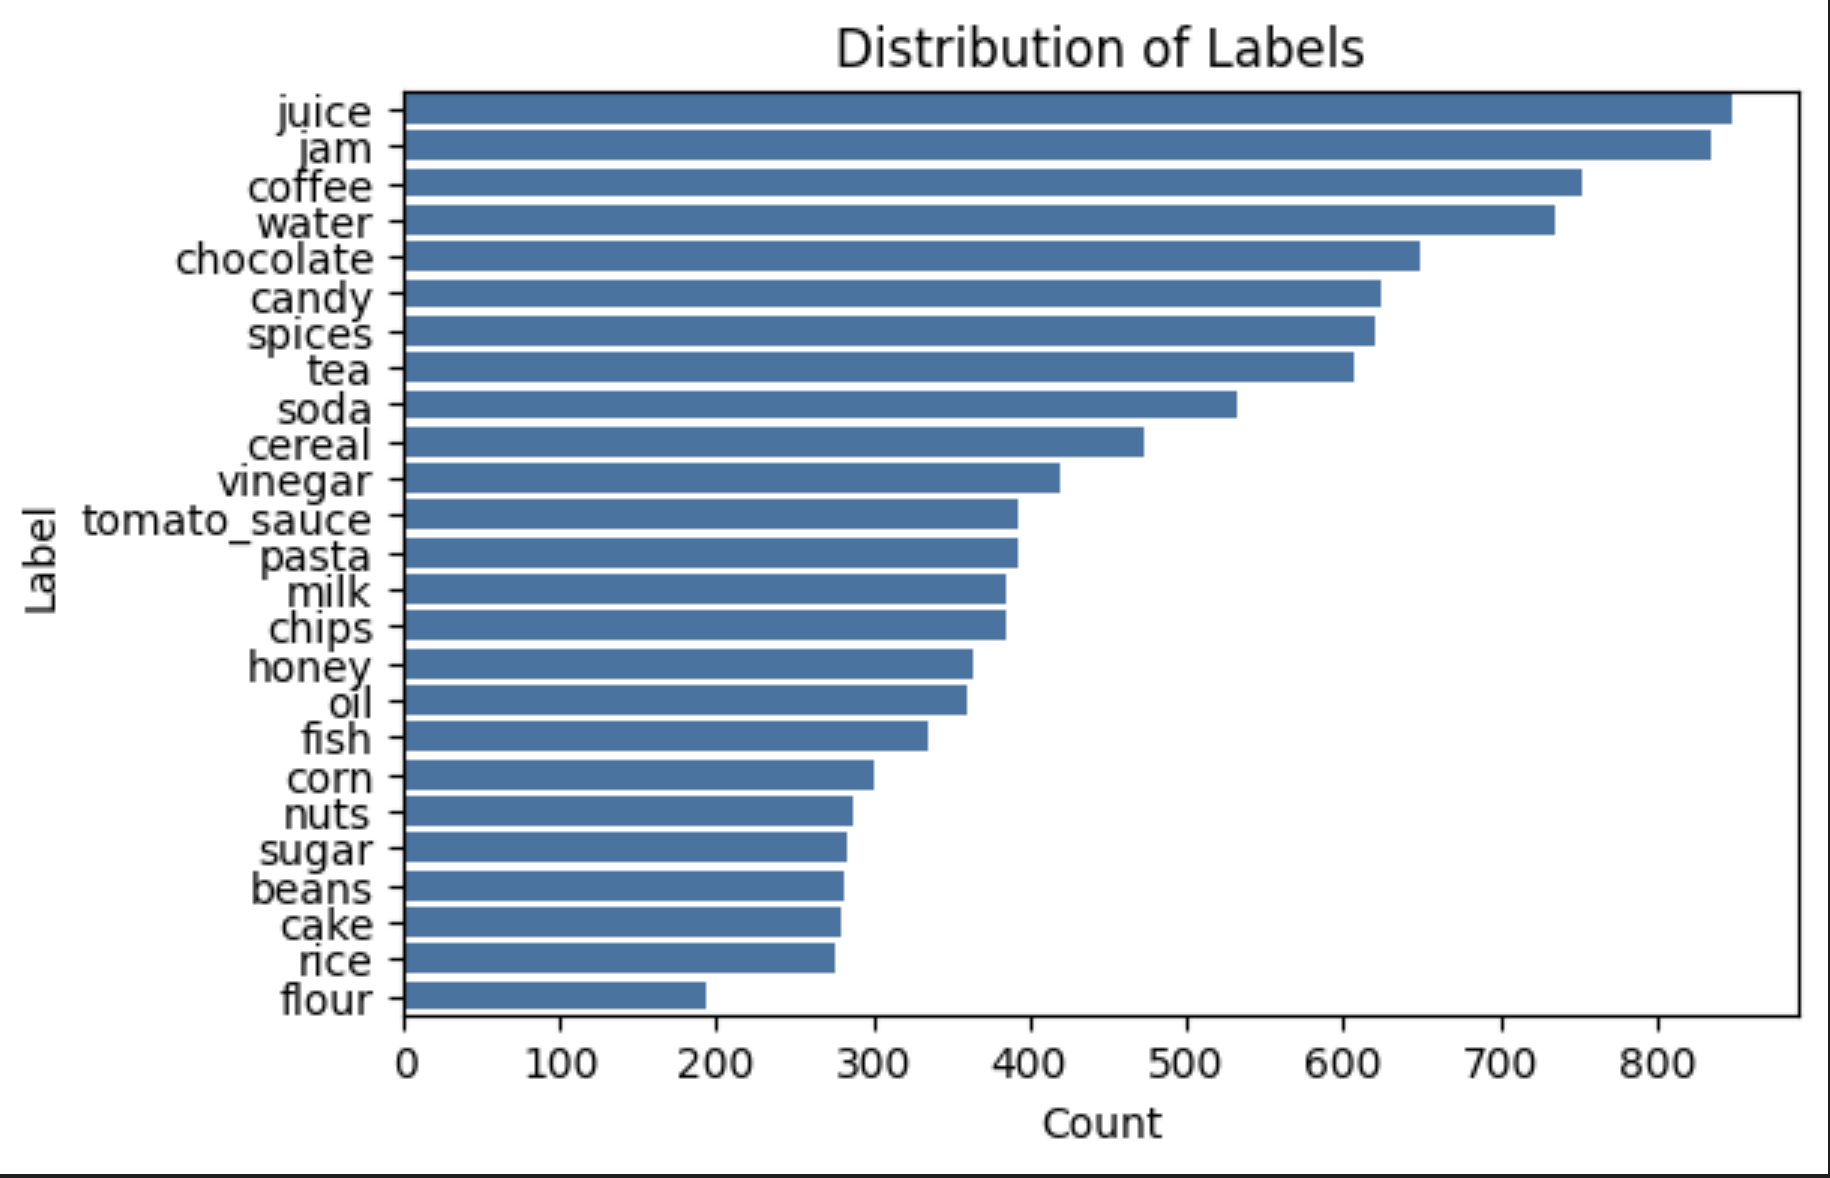 Distribution of Labels
juice
jam
coffee
water
chocolate
candy
spices
tea
soda
cereal
vinegar
tomato_sauce
pasta
milk
chips
honey
oil
fish
corn
nuts
sugar
beans
cake
rice
flour
Label
0 100 200 300 400 500 600 700 800
Count